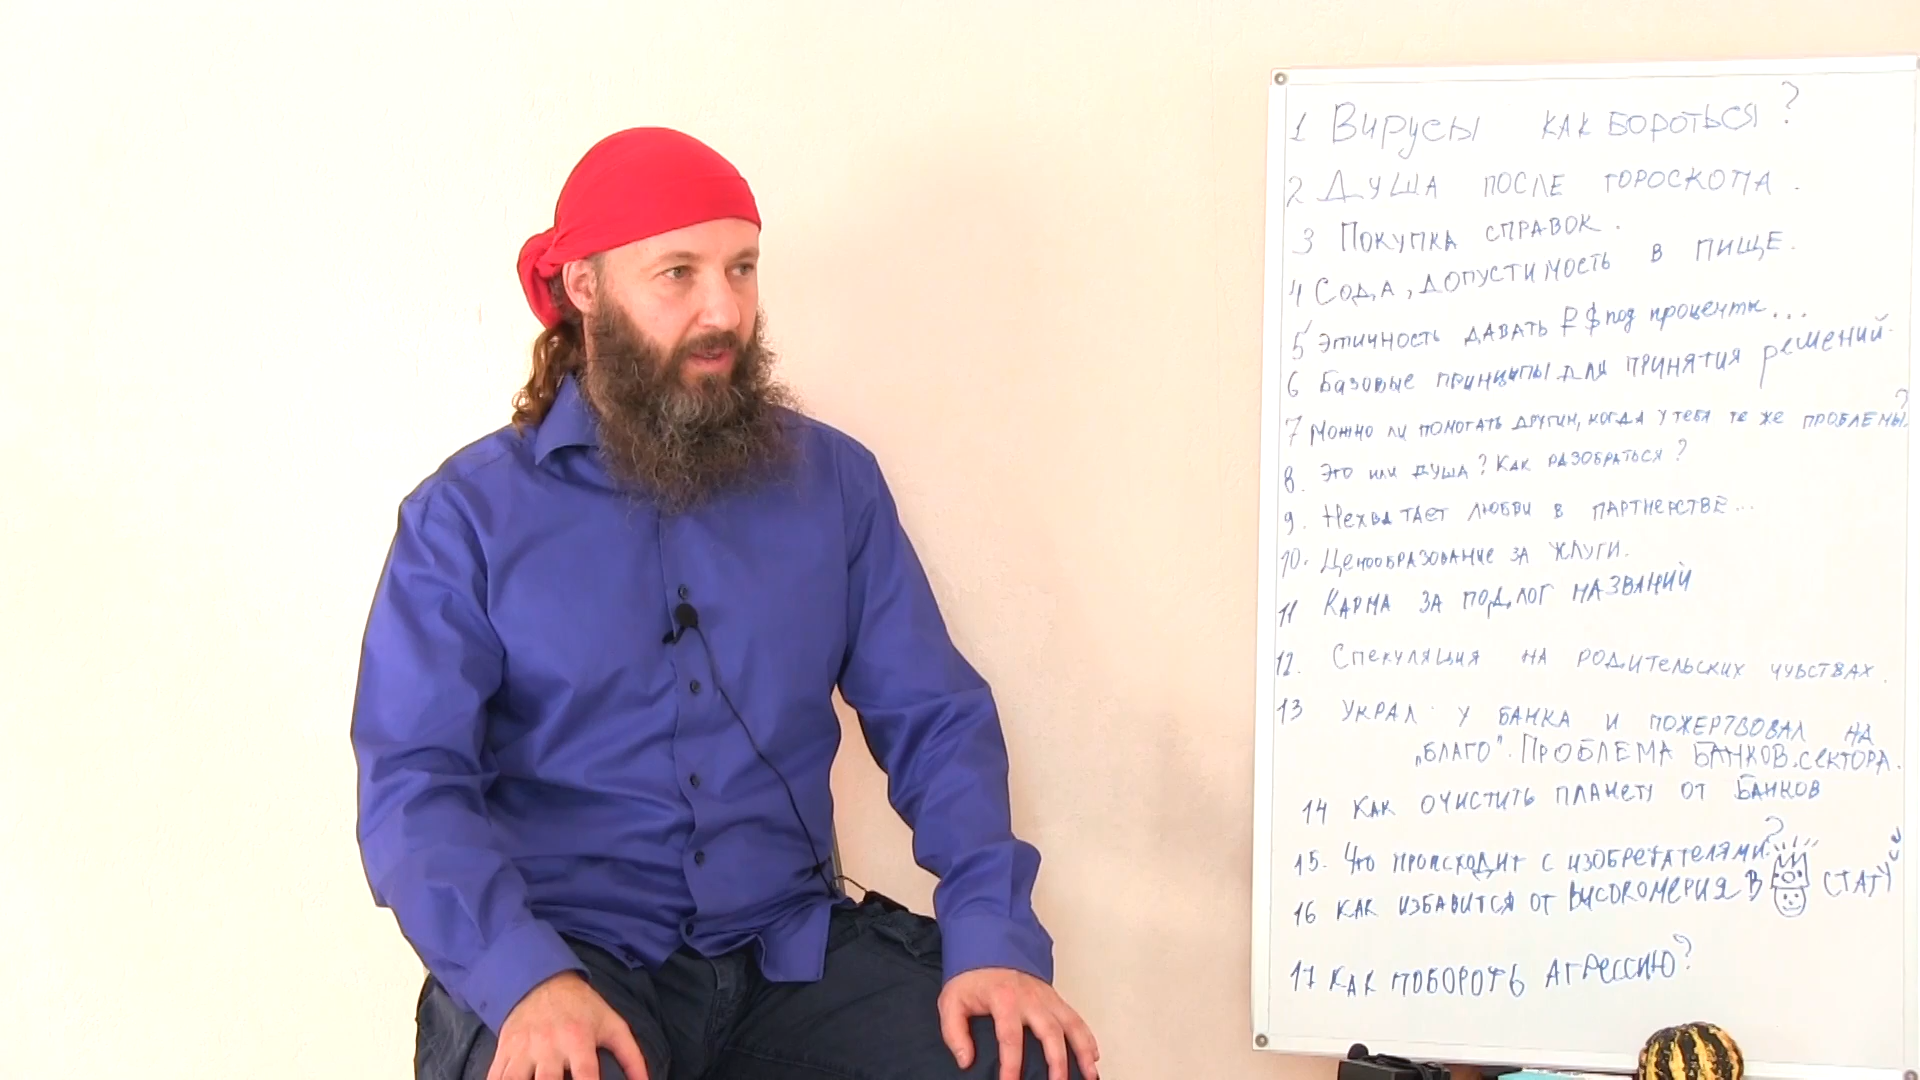 1 Вирусы как бороться?
2 Душа после гороскопа.
3 Покупка справок.
4 Сода, допустимость в пище.
5 Этичность давать ₽ $ под проценты...
6 Базовые принципы для принятия решений.
7 Можно ли помогать другим, когда у тебя те же проблемы?
8. Эго или душа? Как разобраться?
9. Нехватает любви в партнерстве...
10. Ценообразование за услуги.
11 Карма за подлог названий
12. Спекуляция на родительских чувствах.
13 Украл у банка и пожертвовал на
„благо". Проблема банков. сектора.
14 Как очистить планету от банков
?
15. Что происходит с изобретателями.
16 Как избавится от высокомерия в статусе
17 Как побороть агрессию?